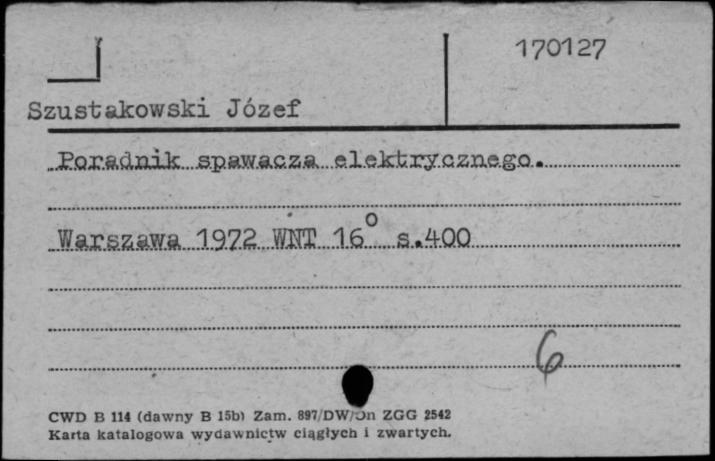 170127
Szustakowski Józef
Poradnik spawacza elektrycznego.
Warszawa 1972 WNT 16° s.400
6
CWD B 114 (dawny B 15b) Zam. 897/DW/Dn ZGG 2542
Karta katalogowa wydawnictw ciągłych i zwartych.